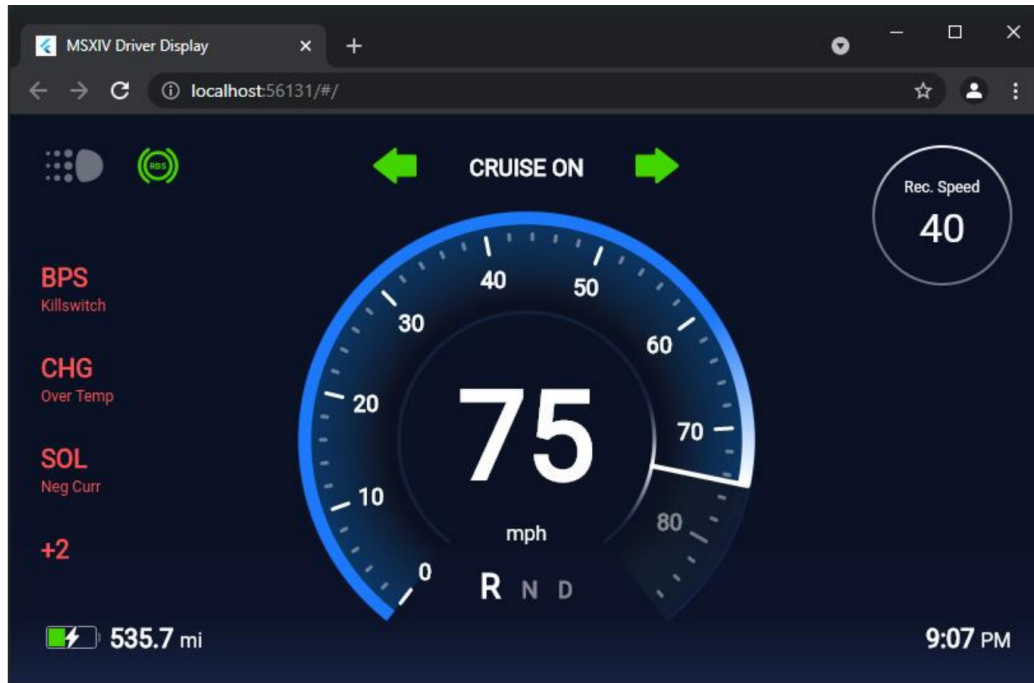 MSXIV Driver Display
localhost:56131/#/
RBS
CRUISE ON
Rec. Speed
40
BPS
Killswitch
CHG
Over Temp
SOL
Neg Curr
+2
0
10
20
30
40
50
60
70
80
75
mph
R N D
535.7 mi
9:07 PM